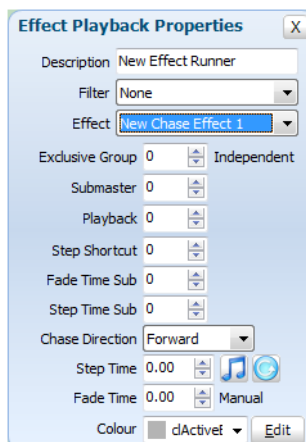 Effect Playback Properties X
Description New Effect Runner
Filter None
Effect New Chase Effect 1
Exclusive Group 0 Independent
Submaster 0
Playback 0
Step Shortcut 0
Fade Time Sub 0
Step Time Sub 0
Chase Direction Forward
Step Time 0.00
Fade Time 0.00 Manual
Colour clActiveE Edit